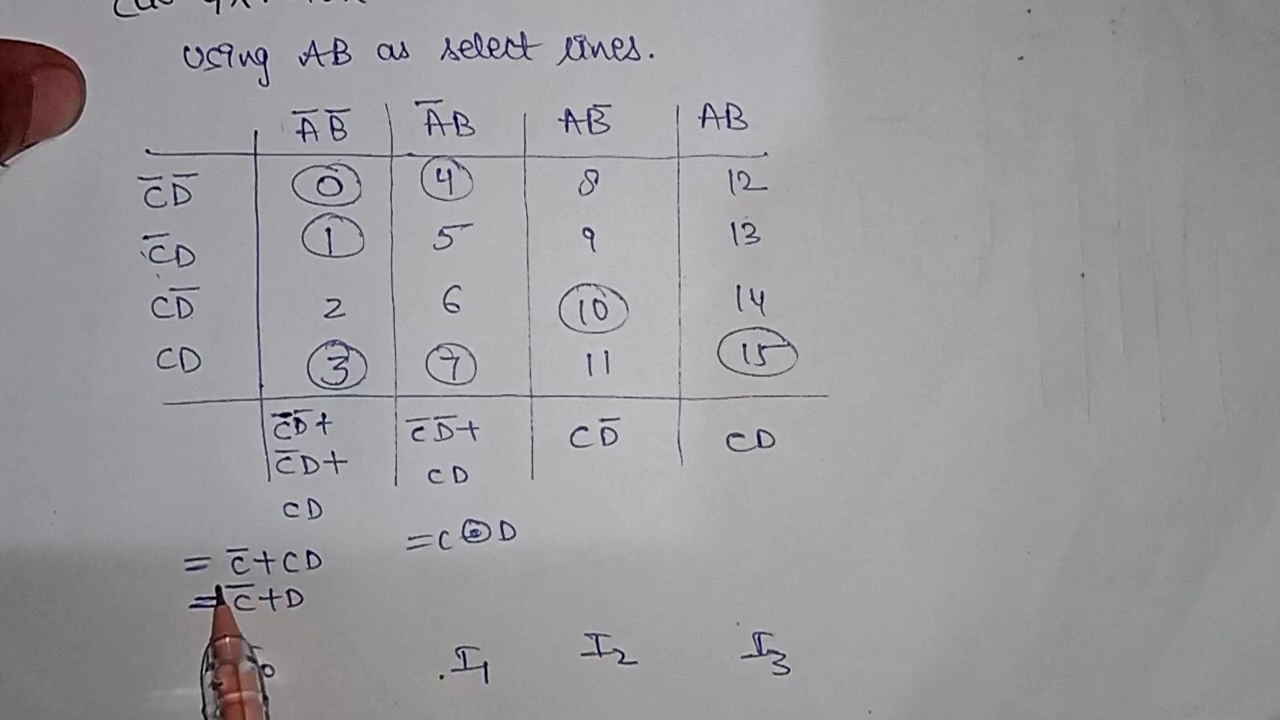 using AB as select lines.
A̅B̅ A̅B AB̅ AB
C̅D̅ 0 4 8 12
C̅D 1 5 9 13
CD̅ 2 6 10 14
CD 3 7 11 15
C̅D̅+ C̅D̅+ CD̅ CD
C̅D+ CD
CD
=C⊙D
= C̅+CD
= C̅+D
I₁ I₂ I₃